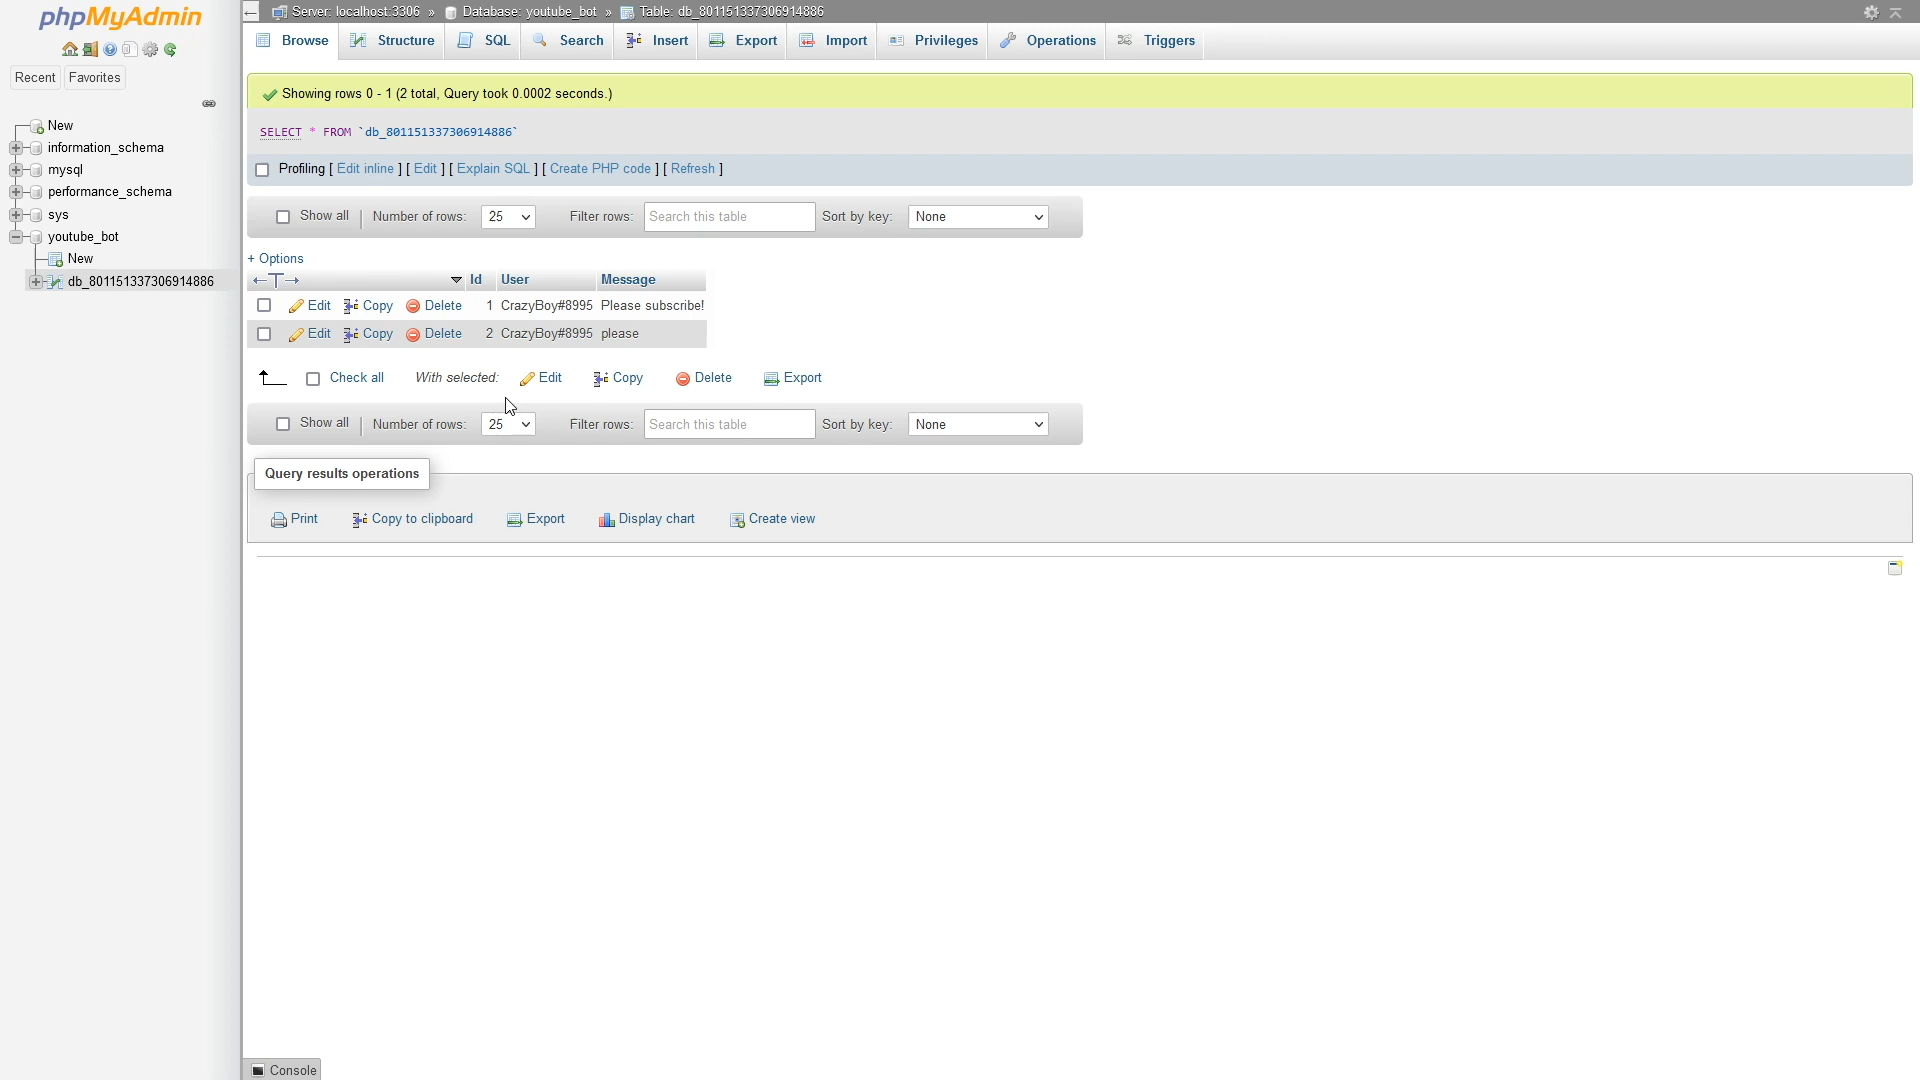 phpMyAdmin
Recent Favorites
New
information_schema
mysql
performance_schema
sys
youtube_bot
New
db_801151337306914886
Server: localhost:3306 » Database: youtube_bot » Table: db_801151337306914886
Browse Structure SQL Search Insert Export Import Privileges Operations Triggers
Showing rows 0 - 1 (2 total, Query took 0.0002 seconds.)
SELECT * FROM `db_801151337306914886`
Profiling [ Edit inline ] [ Edit ] [ Explain SQL ] [ Create PHP code ] [ Refresh ]
Show all | Number of rows: 25 Filter rows: Search this table Sort by key: None
+ Options
←T→ Id User Message
Edit Copy Delete 1 CrazyBoy#8995 Please subscribe!
Edit Copy Delete 2 CrazyBoy#8995 please
Check all With selected: Edit Copy Delete Export
Show all | Number of rows: 25 Filter rows: Search this table Sort by key: None
Query results operations
Print Copy to clipboard Export Display chart Create view
Console